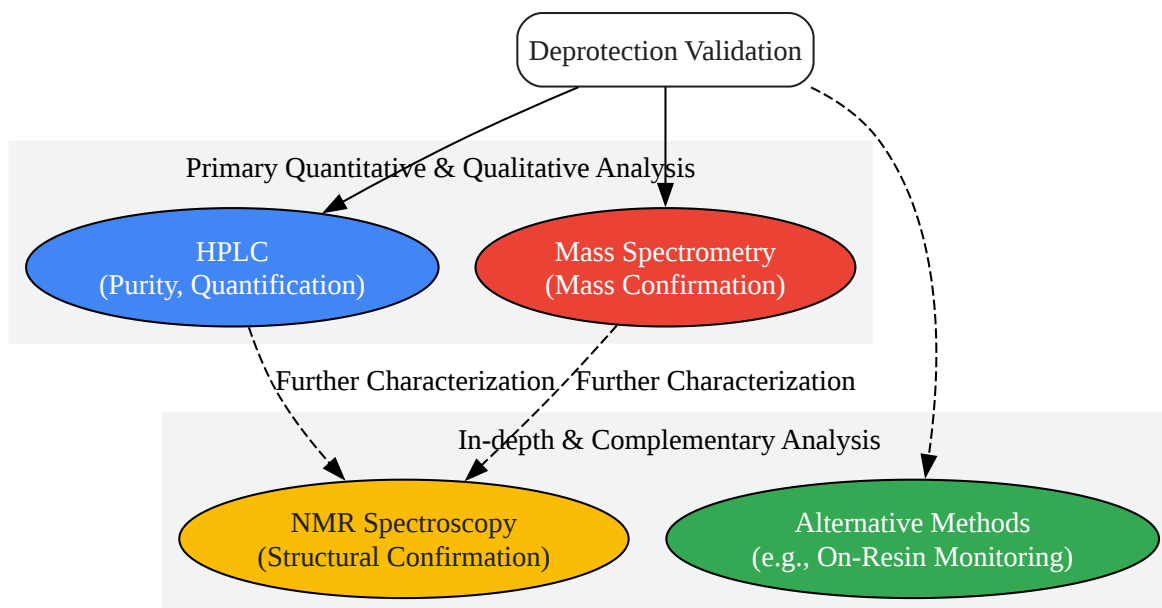 Deprotection Validation
Primary Quantitative & Qualitative Analysis
HPLC
(Purity, Quantification)
Mass Spectrometry
(Mass Confirmation)
Further Characterization
Further Characterization
In-depth & Complementary Analysis
NMR Spectroscopy
(Structural Confirmation)
Alternative Methods
(e.g., On-Resin Monitoring)